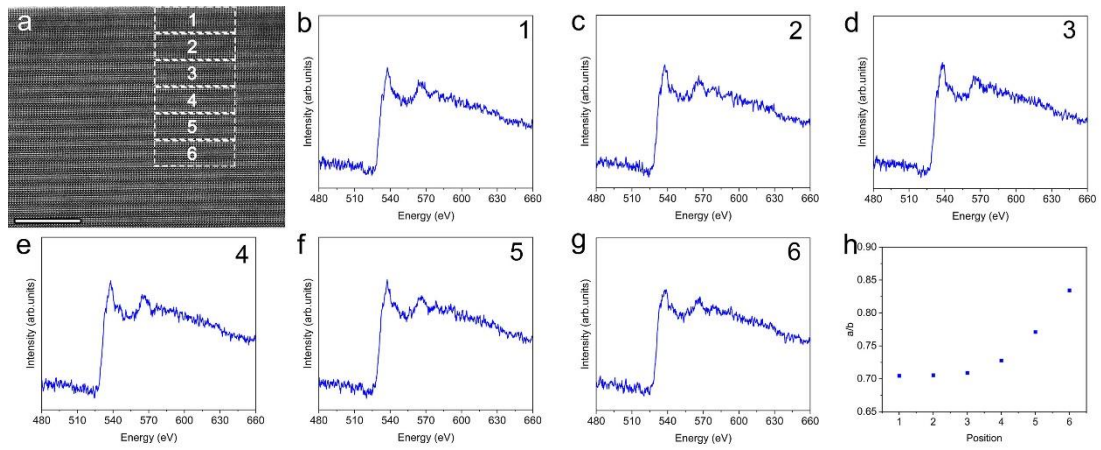 a
1
2
3
4
5
6
b
1
Intensity (arb.units)
480 510 540 570 600 630 660
Energy (eV)
c
2
Intensity (arb.units)
480 510 540 570 600 630 660
Energy (eV)
d
3
Intensity (arb.units)
480 510 540 570 600 630 660
Energy (eV)
e
4
Intensity (arb.units)
480 510 540 570 600 630 660
Energy (eV)
f
5
Intensity (arb.units)
480 510 540 570 600 630 660
Energy (eV)
g
6
Intensity (arb.units)
480 510 540 570 600 630 660
Energy (eV)
h
0.90
0.85
0.80
0.75
0.70
0.65
a/b
1 2 3 4 5 6
Position